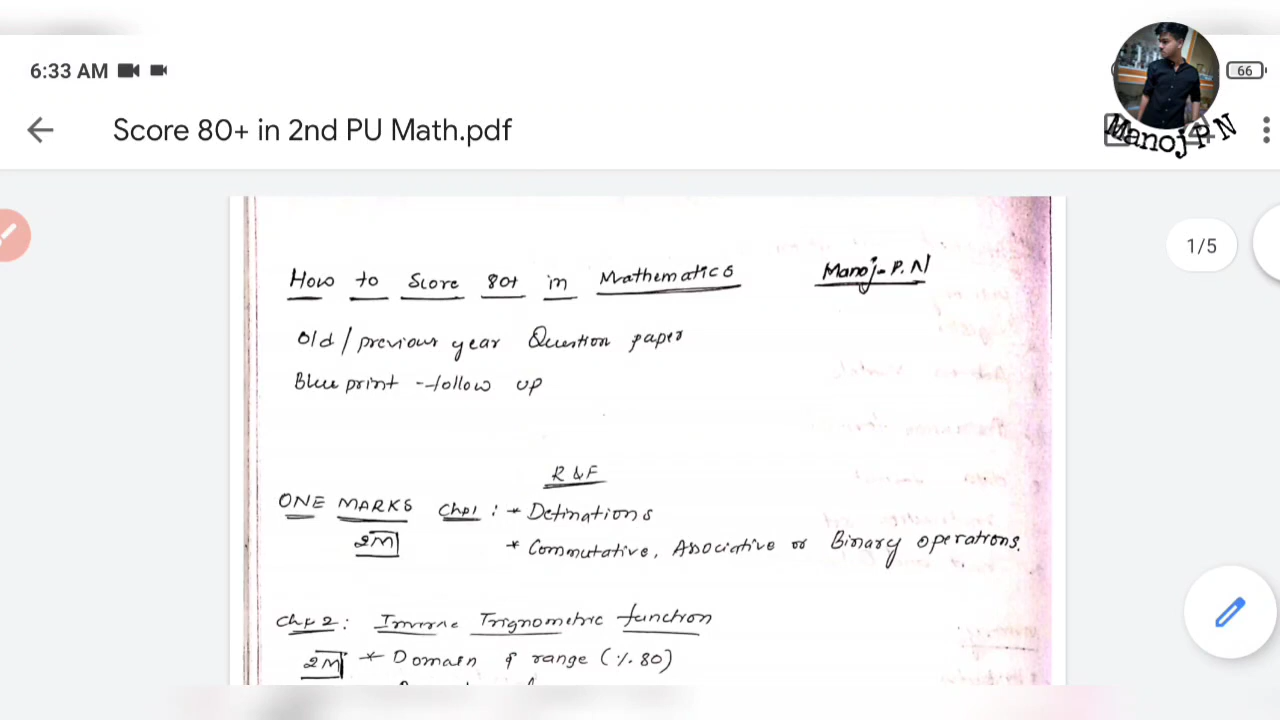 6:33 AM
66
Score 80+ in 2nd PU Math.pdf
Manoj P N
1/5
How to Score 80+ in Mathematics
Manoj-P.N
Old/previous year Question paper
Blue print -follow up
R &F
ONE MARKS Chp1 : * Definations
2M
* Commutative, Associative or Binary operations.
Chp 2: Inverse Trignometric function
2M * Domain & range (%. 80)